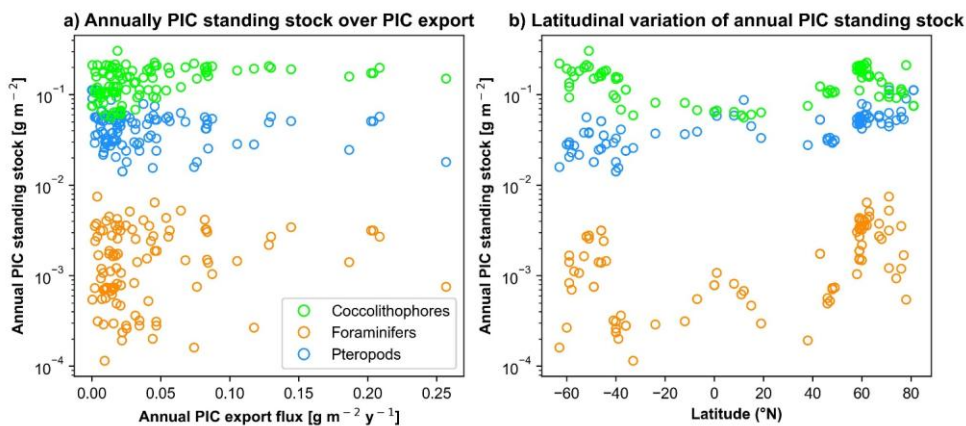 a) Annually PIC standing stock over PIC export
Annual PIC standing stock [g m⁻²]
10⁻¹
10⁻²
10⁻³
10⁻⁴
Coccolithophores
Foraminifers
Pteropods
0.00 0.05 0.10 0.15 0.20 0.25
Annual PIC export flux [g m⁻² y⁻¹]
b) Latitudinal variation of annual PIC standing stock
Annual PIC standing stock [g m⁻²]
10⁻¹
10⁻²
10⁻³
10⁻⁴
−60 −40 −20 0 20 40 60 80
Latitude (°N)